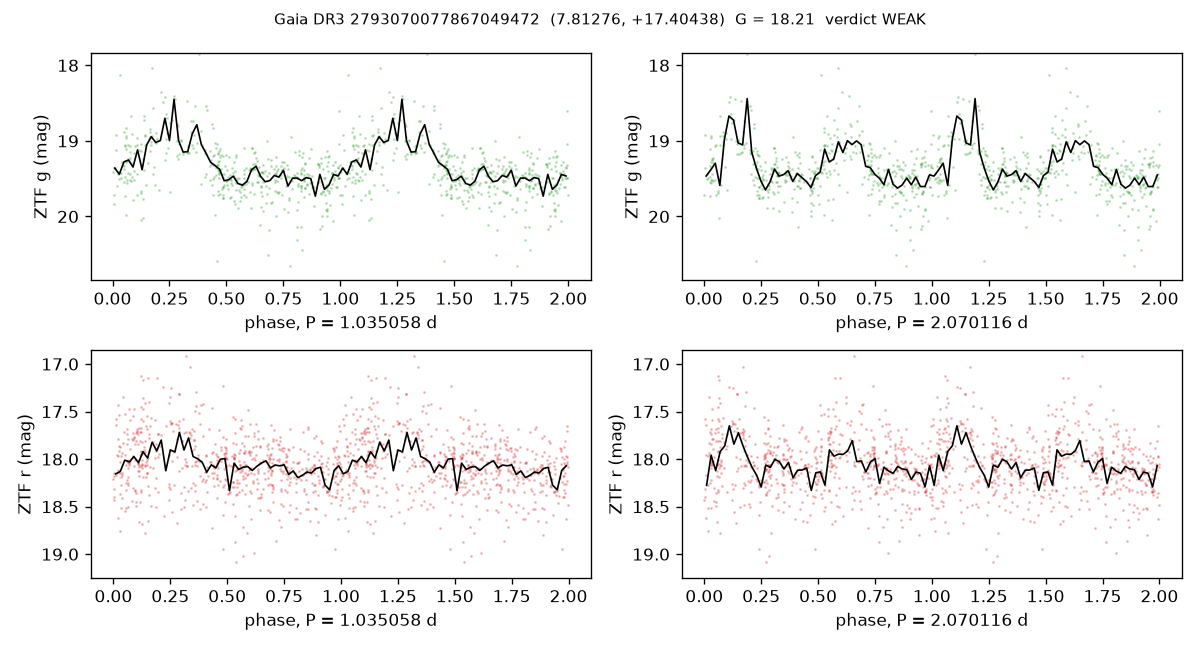 Gaia DR3 2793070077867049472 (7.81276, +17.40438) G = 18.21 verdict WEAK
ZTF g (mag)
18
19
20
0.00 0.25 0.50 0.75 1.00 1.25 1.50 1.75 2.00
phase, P = 1.035058 d
ZTF g (mag)
18
19
20
0.00 0.25 0.50 0.75 1.00 1.25 1.50 1.75 2.00
phase, P = 2.070116 d
ZTF r (mag)
17.0
17.5
18.0
18.5
19.0
0.00 0.25 0.50 0.75 1.00 1.25 1.50 1.75 2.00
phase, P = 1.035058 d
ZTF r (mag)
17.0
17.5
18.0
18.5
19.0
0.00 0.25 0.50 0.75 1.00 1.25 1.50 1.75 2.00
phase, P = 2.070116 d